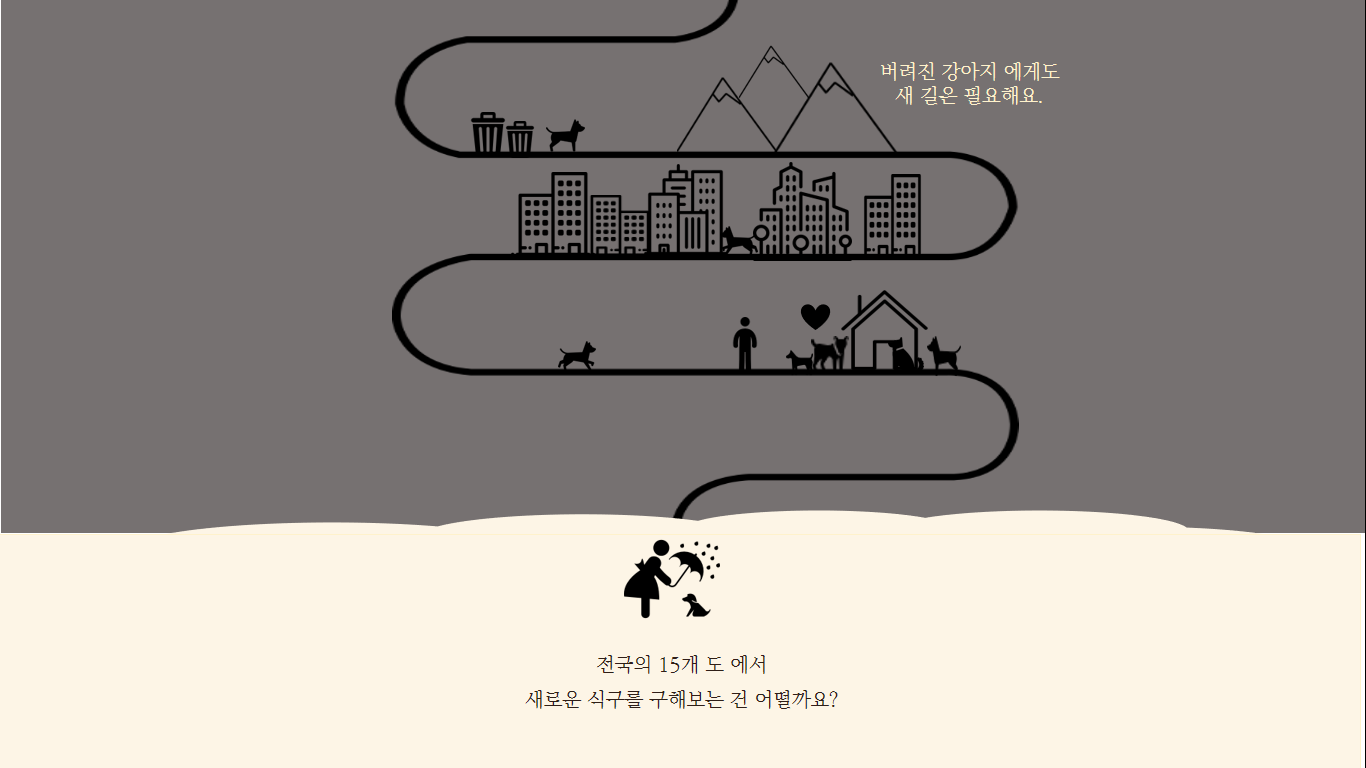 버려진 강아지 에게도
새 길은 필요해요.
전국의 15개 도 에서
새로운 식구를 구해보는 건 어떨까요?